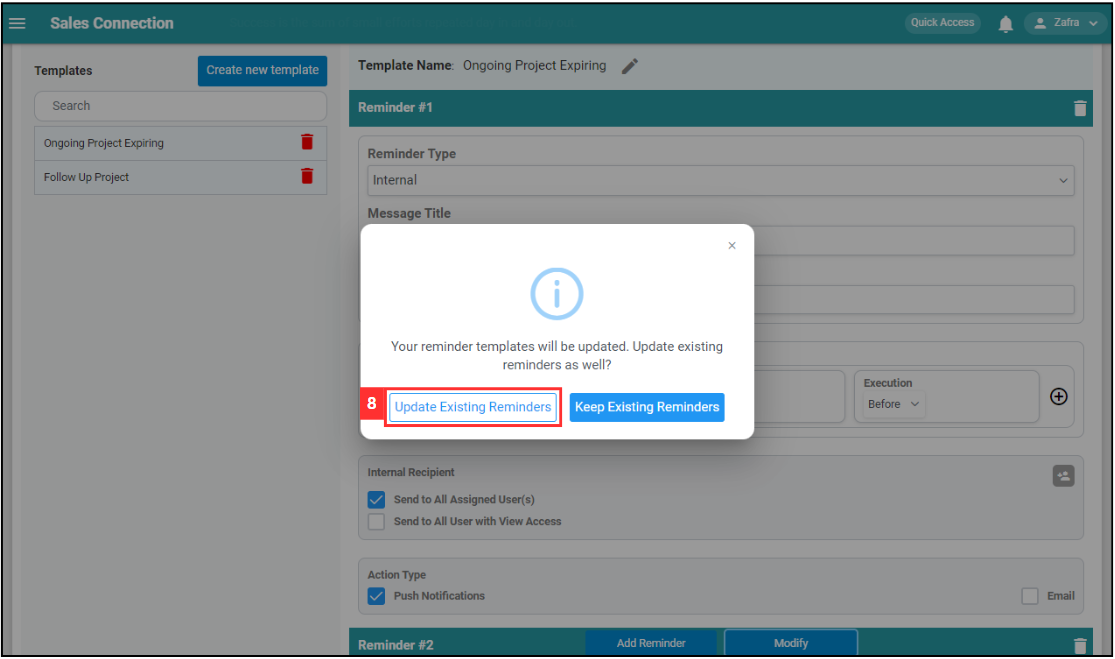 Sales Connection
Quick Access
Zafra
Templates
Create new template
Search
Ongoing Project Expiring
Follow Up Project
Template Name: Ongoing Project Expiring
Reminder #1
Reminder Type
Internal
Message Title
Your reminder templates will be updated. Update existing
reminders as well?
8
Update Existing Reminders
Keep Existing Reminders
Execution
Before
Internal Recipient
Send to All Assigned User(s)
Send to All User with View Access
Action Type
Push Notifications
Email
Reminder #2
Add Reminder
Modify